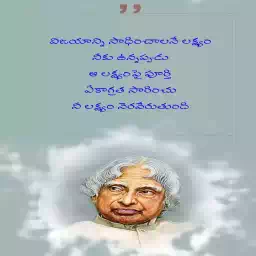 విజయాన్ని సాధించాలనే లక్ష్యం
నీకు ఉన్నప్పుడు
ఆ లక్ష్యంపై పూర్తి
ఏకాగ్రత సారించు
నీ లక్ష్యం నెరవేరుతుంది